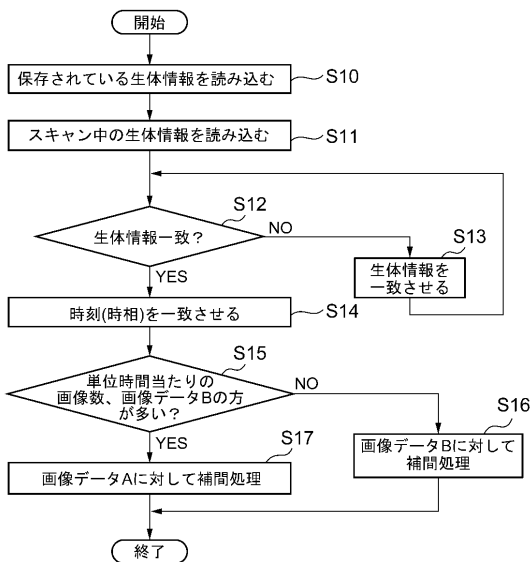 開始
保存されている生体情報を読み込む
S10
スキャン中の生体情報を読み込む
S11
S12
生体情報一致？
NO
YES
S13
生体情報を
一致させる
時刻(時相)を一致させる
S14
S15
単位時間当たりの
画像数、画像データBの方
が多い？
NO
YES
S16
画像データBに対して
補間処理
S17
画像データAに対して補間処理
終了